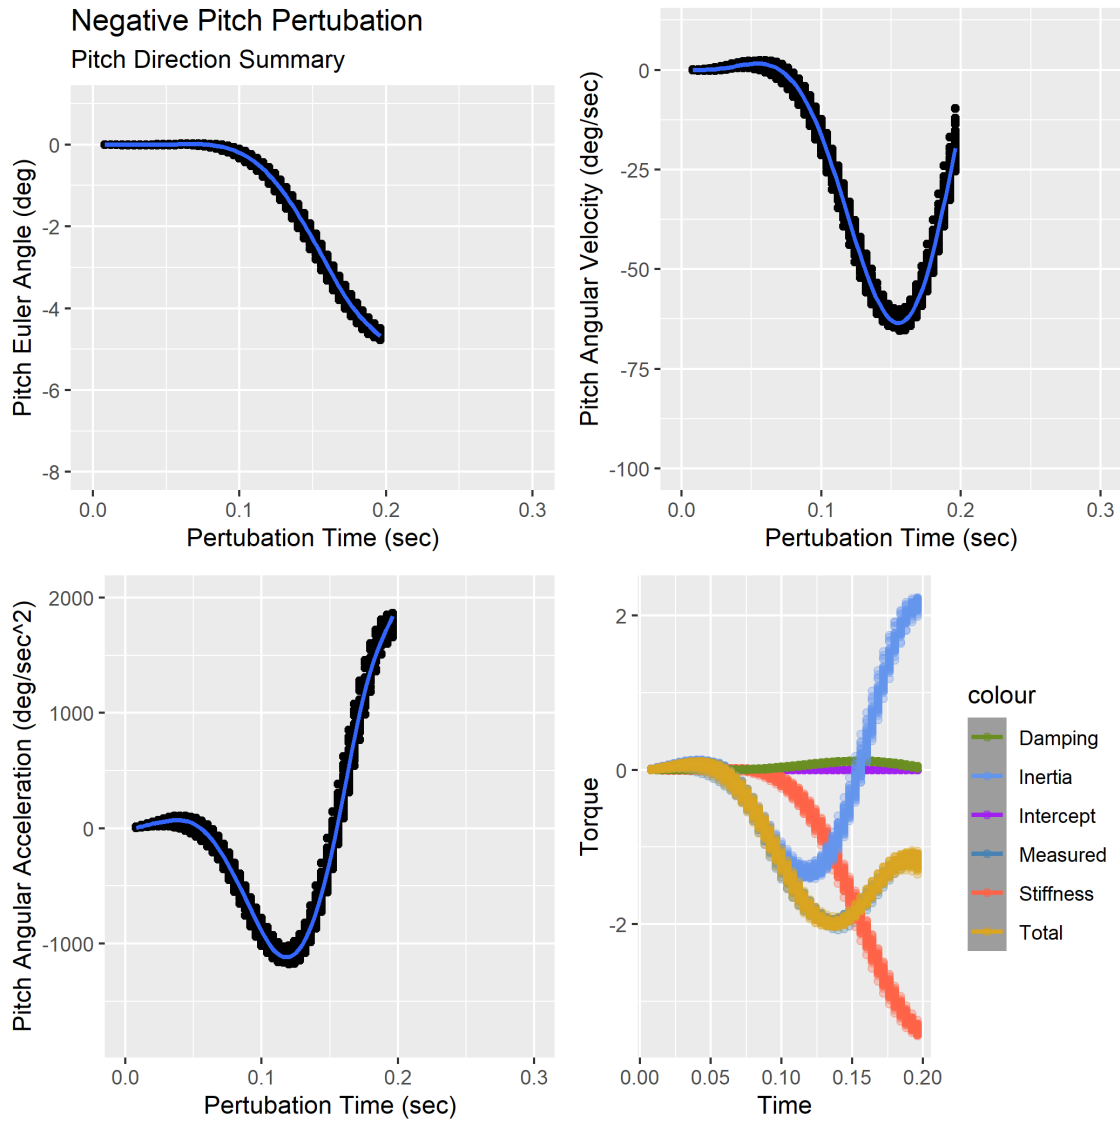 Negative Pitch Pertubation
Pitch Direction Summary
0
-2
-4
-6
-8
Pitch Euler Angle (deg)
0.0 0.1 0.2 0.3
Pertubation Time (sec)
0
-25
-50
-75
-100
Pitch Angular Velocity (deg/sec)
0.0 0.1 0.2 0.3
Pertubation Time (sec)
2000
1000
0
-1000
Pitch Angular Acceleration (deg/sec^2)
0.0 0.1 0.2 0.3
Pertubation Time (sec)
2
0
-2
Torque
0.00 0.05 0.10 0.15 0.20
Time
colour
Damping
Inertia
Intercept
Measured
Stiffness
Total